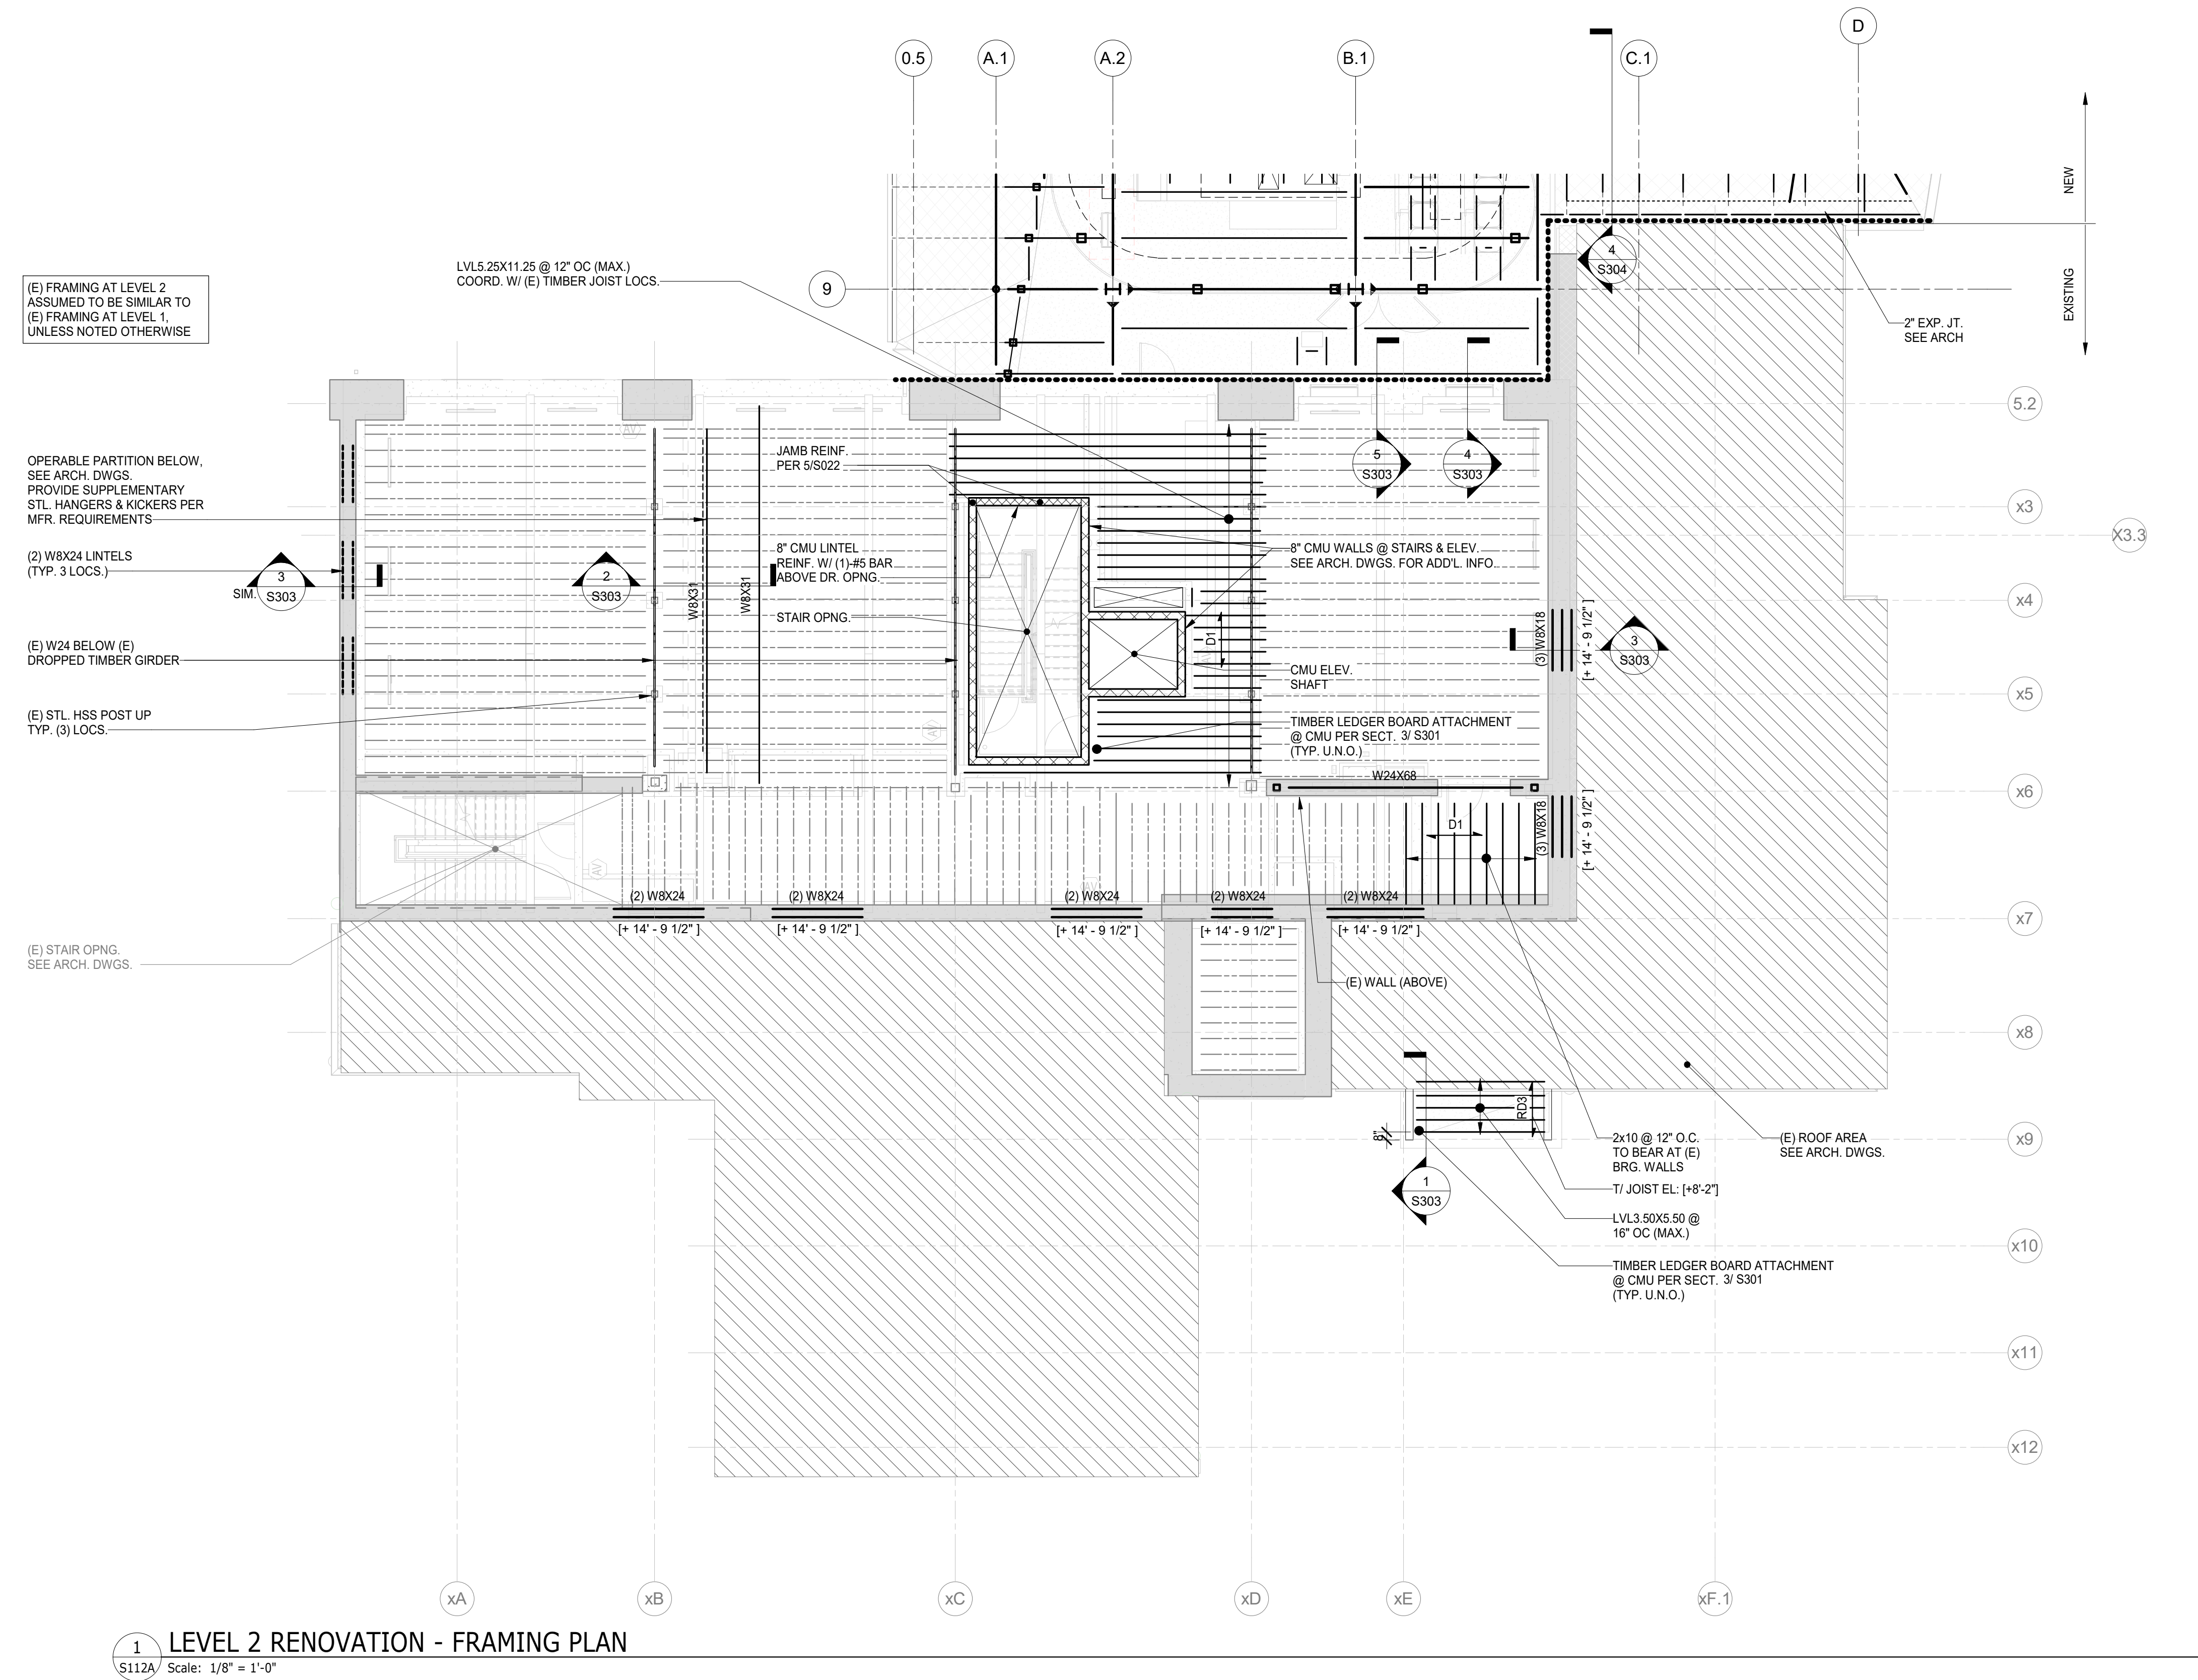 0.5
A.1
A.2
B.1
C.1
D
NEW
EXISTING
LVL5.25X11.25 @ 12" OC (MAX.)
COORD. W/ (E) TIMBER JOIST LOCS.
9
4
S304
(E) FRAMING AT LEVEL 2
ASSUMED TO BE SIMILAR TO
(E) FRAMING AT LEVEL 1,
UNLESS NOTED OTHERWISE
2" EXP. JT.
SEE ARCH
5.2
AV
OPERABLE PARTITION BELOW,
SEE ARCH. DWGS.
PROVIDE SUPPLEMENTARY
STL. HANGERS & KICKERS PER
MFR. REQUIREMENTS
JAMB REINF.
PER 5/S022
5
S303
4
S303
x3
X3.3
(2) W8X24 LINTELS
(TYP. 3 LOCS.)
SIM.
3
S303
2
S303
W8X31
W8X31
8" CMU LINTEL
REINF. W/ (1)-#5 BAR
ABOVE DR. OPNG.
8" CMU WALLS @ STAIRS & ELEV.
SEE ARCH. DWGS. FOR ADD'L. INFO.
x4
STAIR OPNG.
D1
(3) W8X18
[+ 14' - 9 1/2" ]
3
S303
(E) W24 BELOW (E)
DROPPED TIMBER GIRDER
CMU ELEV.
SHAFT
x5
(E) STL. HSS POST UP
TYP. (3) LOCS.
AV
TIMBER LEDGER BOARD ATTACHMENT
@ CMU PER SECT. 3/ S301
(TYP. U.N.O.)
W24X68
x6
D1
(3) W8X18
[+ 14' - 9 1/2" ]
AV
AV
(2) W8X24
(2) W8X24
(2) W8X24
(2) W8X24
(2) W8X24
x7
[+ 14' - 9 1/2" ]
[+ 14' - 9 1/2" ]
[+ 14' - 9 1/2" ]
[+ 14' - 9 1/2" ]
[+ 14' - 9 1/2" ]
(E) STAIR OPNG.
SEE ARCH. DWGS.
(E) WALL (ABOVE)
x8
RD3
8"
2x10 @ 12" O.C.
TO BEAR AT (E)
BRG. WALLS
(E) ROOF AREA
SEE ARCH. DWGS.
x9
T/ JOIST EL: [+8'-2"]
1
S303
LVL3.50X5.50 @
16" OC (MAX.)
x10
TIMBER LEDGER BOARD ATTACHMENT
@ CMU PER SECT. 3/ S301
(TYP. U.N.O.)
x11
x12
xA
xB
xC
xD
xE
xF.1
1
S112A
LEVEL 2 RENOVATION - FRAMING PLAN
Scale: 1/8" = 1'-0"